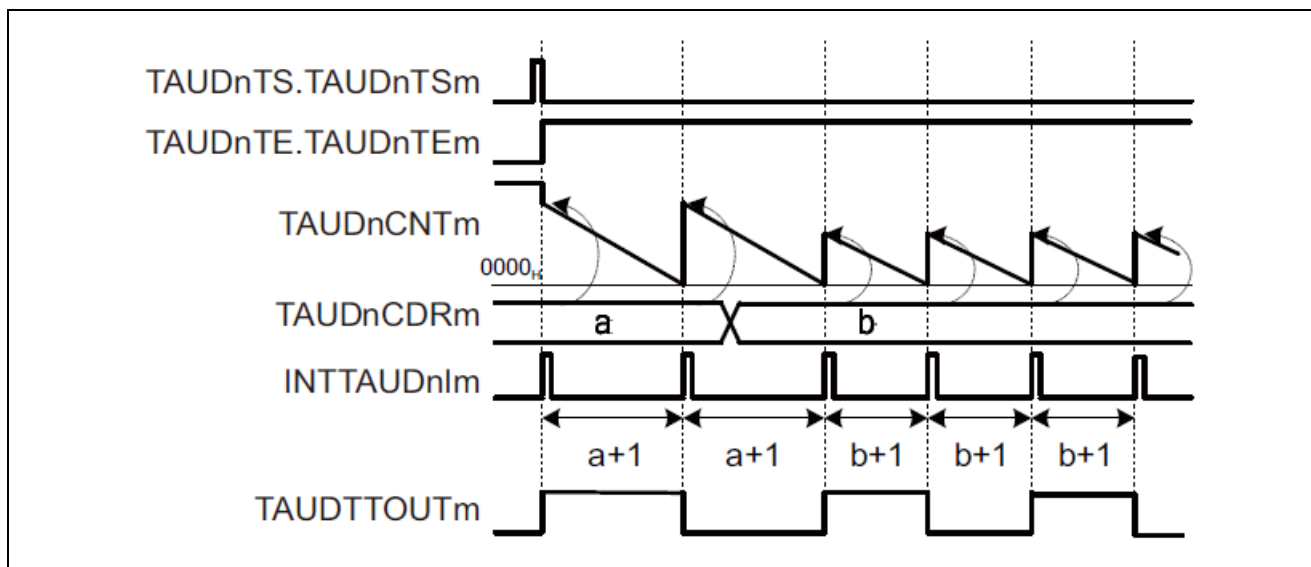 TAUDnTS.TAUDnTSm
TAUDnTE.TAUDnTEm
TAUDnCNTm
0000H
TAUDnCDRm
a b
INTTAUDnIm
a+1 a+1 b+1 b+1 b+1
TAUDTTOUTm